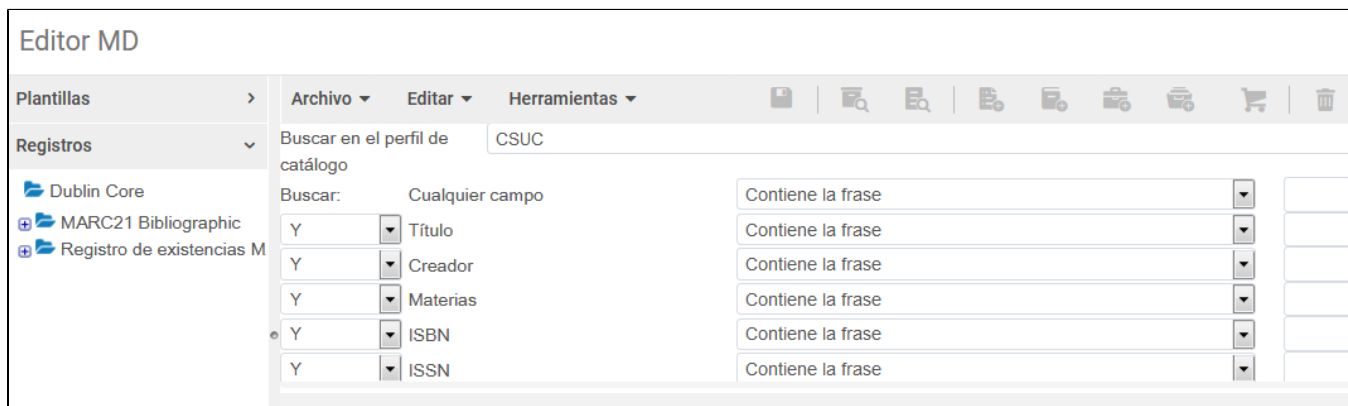 Editor MD
Plantillas
Archivo Editar Herramientas
Registros
Buscar en el perfil de catálogo
CSUC
Dublin Core
MARC21 Bibliographic
Registro de existencias M
Buscar: Cualquier campo Contiene la frase
Y Título Contiene la frase
Y Creador Contiene la frase
Y Materias Contiene la frase
Y ISBN Contiene la frase
Y ISSN Contiene la frase